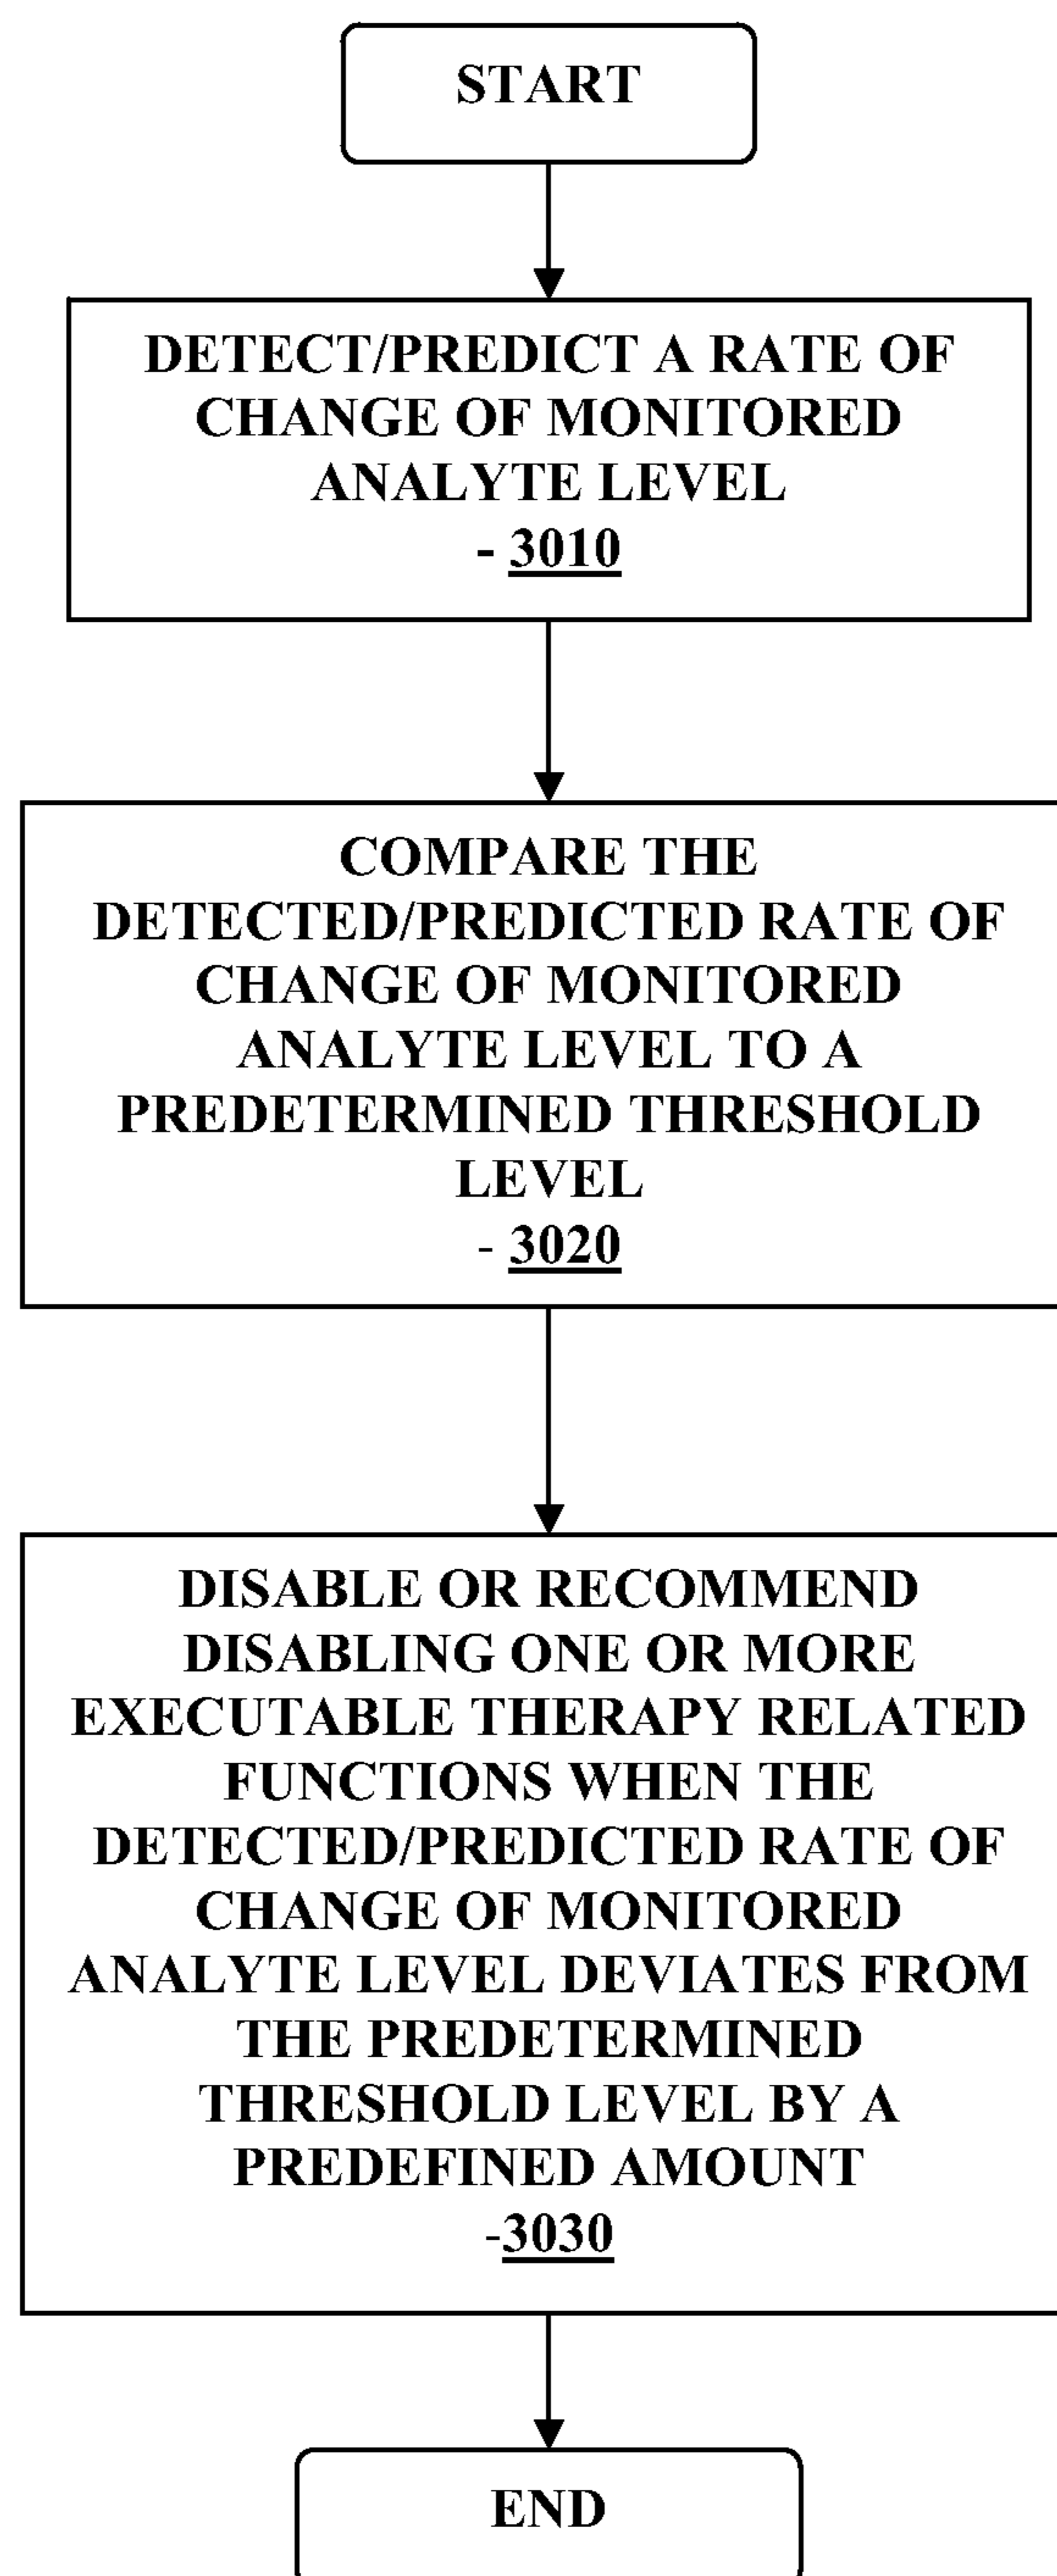 START
DETECT/PREDICT A RATE OF
CHANGE OF MONITORED
ANALYTE LEVEL
- 3010
COMPARE THE
DETECTED/PREDICTED RATE OF
CHANGE OF MONITORED
ANALYTE LEVEL TO A
PREDETERMINED THRESHOLD
LEVEL
- 3020
DISABLE OR RECOMMEND
DISABLING ONE OR MORE
EXECUTABLE THERAPY RELATED
FUNCTIONS WHEN THE
DETECTED/PREDICTED RATE OF
CHANGE OF MONITORED
ANALYTE LEVEL DEVIATES FROM
THE PREDETERMINED
THRESHOLD LEVEL BY A
PREDEFINED AMOUNT
-3030
END